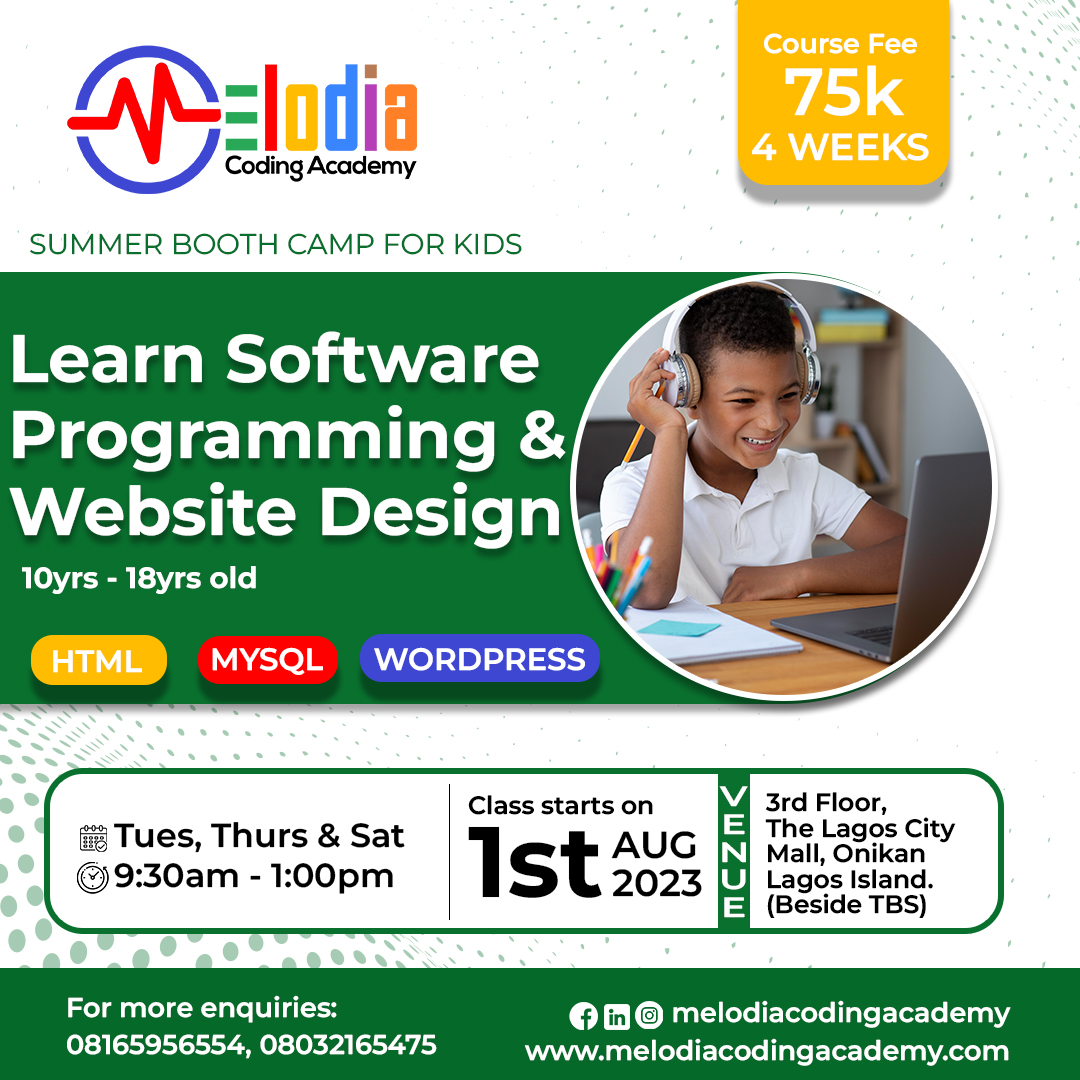 Melodia
Coding Academy
Course Fee
75k
4 WEEKS
SUMMER BOOTH CAMP FOR KIDS
Learn Software
Programming &
Website Design
10yrs - 18yrs old
HTML
MYSQL
WORDPRESS
Tues, Thurs & Sat
9:30am - 1:00pm
Class starts on
1st AUG
2023
VENUE
3rd Floor,
The Lagos City
Mall, Onikan
Lagos Island.
(Beside TBS)
For more enquiries:
08165956554, 08032165475
melodiacodingacademy
www.melodiacodingacademy.com